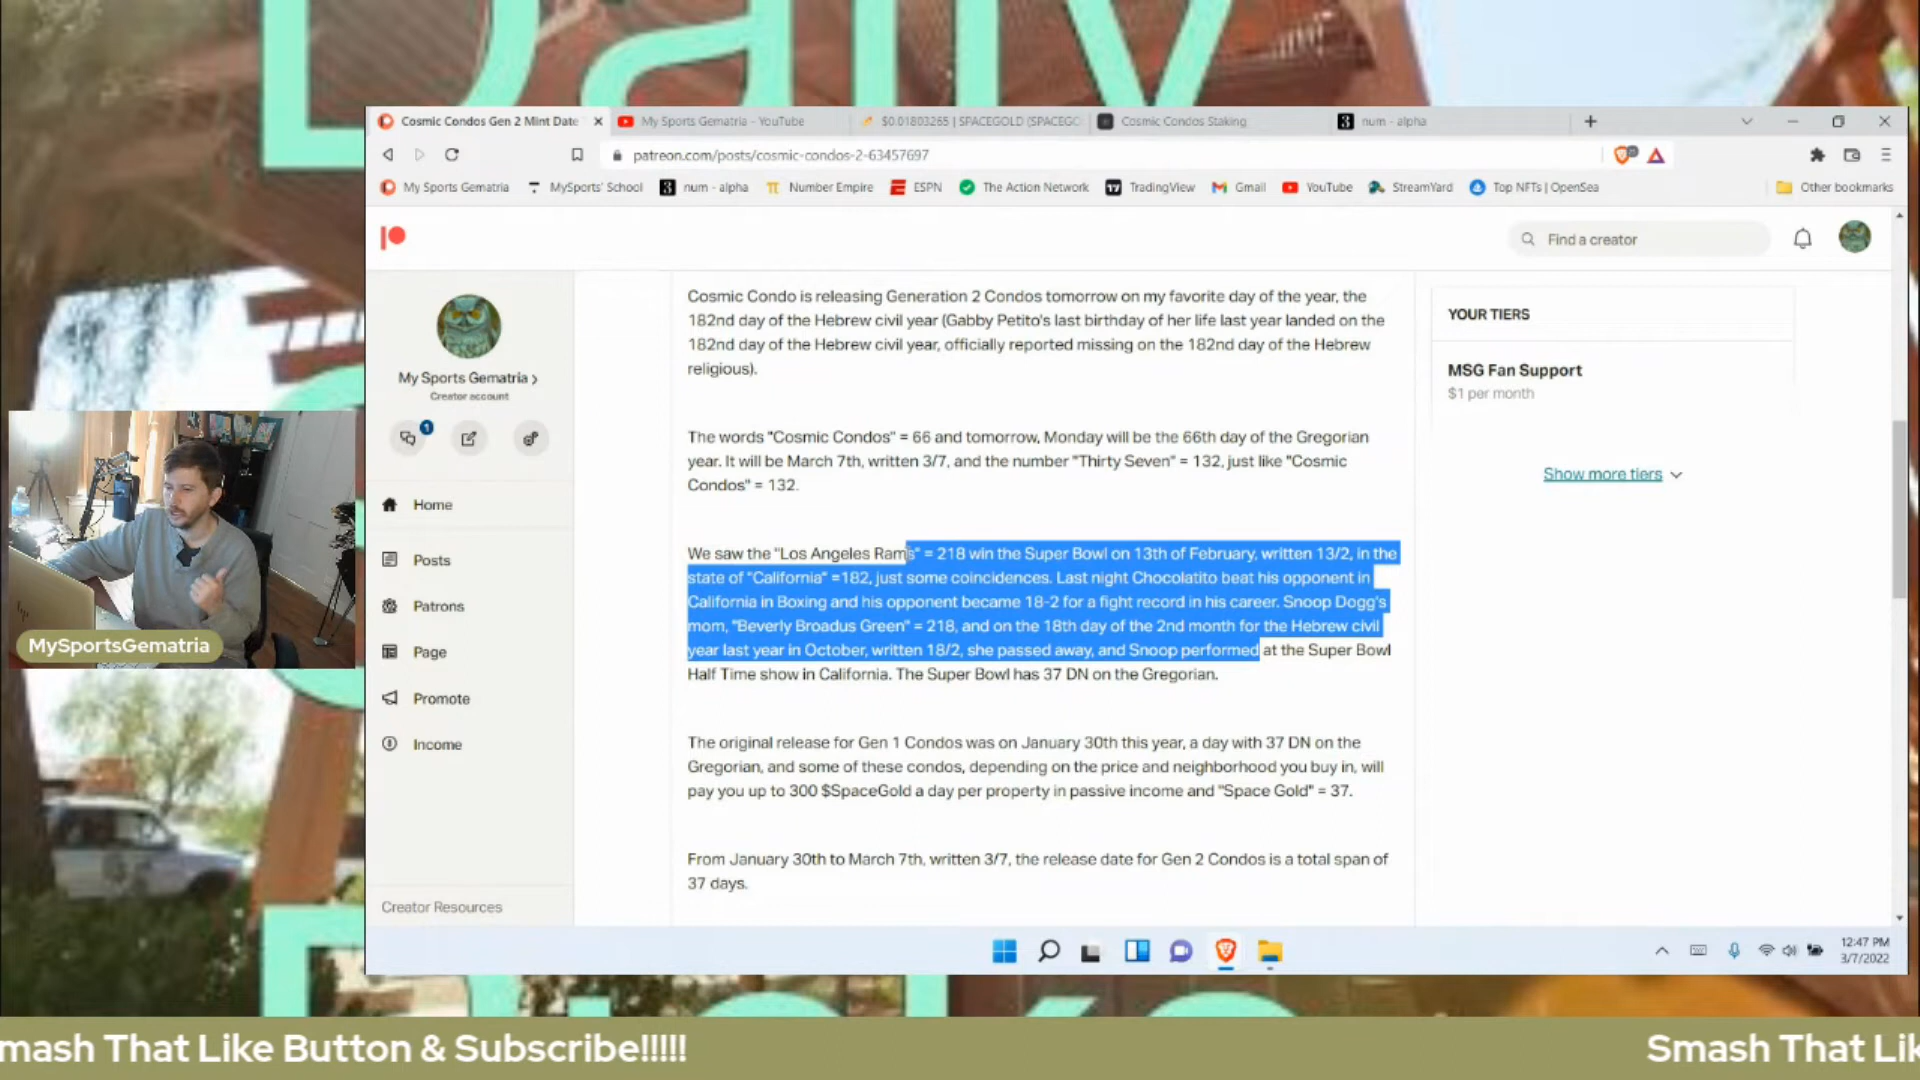 Daily
Cosmic Condos Gen 2 Mint Date
My Sports Gematria - YouTube
$0.01803265 | SPACEGOLD (SPACEGO
Cosmic Condos Staking
num - alpha
patreon.com/posts/cosmic-condos-2-63457697
My Sports Gematria
MySports' School
num - alpha
Number Empire
ESPN
The Action Network
TradingView
Gmail
YouTube
StreamYard
Top NFTs | OpenSea
Other bookmarks
Find a creator
My Sports Gematria
Creator account
1
Home
Posts
Patrons
Page
Promote
Income
Creator Resources
Cosmic Condo is releasing Generation 2 Condos tomorrow on my favorite day of the year, the
182nd day of the Hebrew civil year (Gabby Petito's last birthday of her life last year landed on the
182nd day of the Hebrew civil year, officially reported missing on the 182nd day of the Hebrew
religious).
The words "Cosmic Condos" = 66 and tomorrow, Monday will be the 66th day of the Gregorian
year. It will be March 7th, written 3/7, and the number "Thirty Seven" = 132, just like "Cosmic
Condos" = 132.
We saw the "Los Angeles Rams" = 218 win the Super Bowl on 13th of February, written 13/2, in the
state of "California" =182, just some coincidences. Last night Chocolatito beat his opponent in
California in Boxing and his opponent became 18-2 for a fight record in his career. Snoop Dogg's
mom, "Beverly Broadus Green" = 218, and on the 18th day of the 2nd month for the Hebrew civil
year last year in October, written 18/2, she passed away, and Snoop performed at the Super Bowl
Half Time show in California. The Super Bowl has 37 DN on the Gregorian.
The original release for Gen 1 Condos was on January 30th this year, a day with 37 DN on the
Gregorian, and some of these condos, depending on the price and neighborhood you buy in, will
pay you up to 300 $SpaceGold a day per property in passive income and "Space Gold" = 37.
From January 30th to March 7th, written 3/7, the release date for Gen 2 Condos is a total span of
37 days.
YOUR TIERS
MSG Fan Support
$1 per month
Show more tiers
MySportsGematria
12:47 PM
3/7/2022
mash That Like Button & Subscribe!!!!!
Smash That Lik